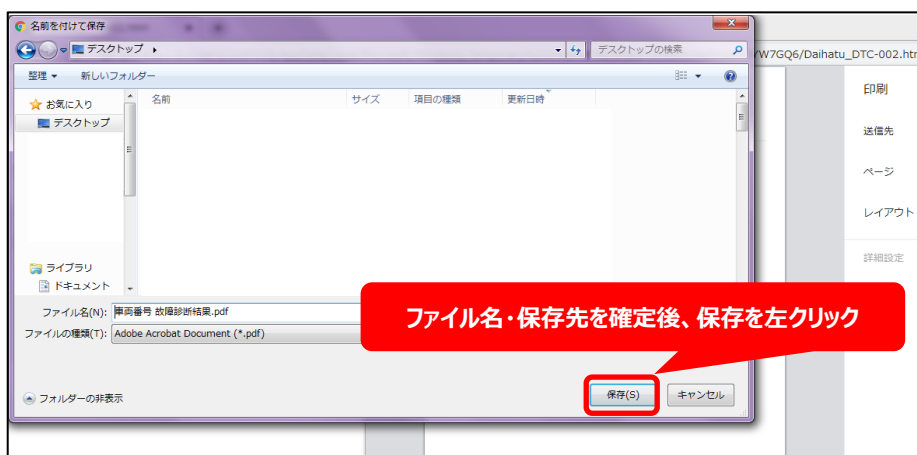 名前を付けて保存
デスクトップ
デスクトップの検索
W7GQ6/Daihatu_DTC-002.htm
整理 新しいフォルダー
お気に入り
デスクトップ
名前 サイズ 項目の種類 更新日時
ライブラリ
ドキュメント
ファイル名(N): 車両番号 故障診断結果.pdf
ファイルの種類(T): Adobe Acrobat Document (*.pdf)
ファイル名・保存先を確定後、保存を左クリック
フォルダーの非表示
保存(S) キャンセル
印刷
送信先
ページ
レイアウト
詳細設定